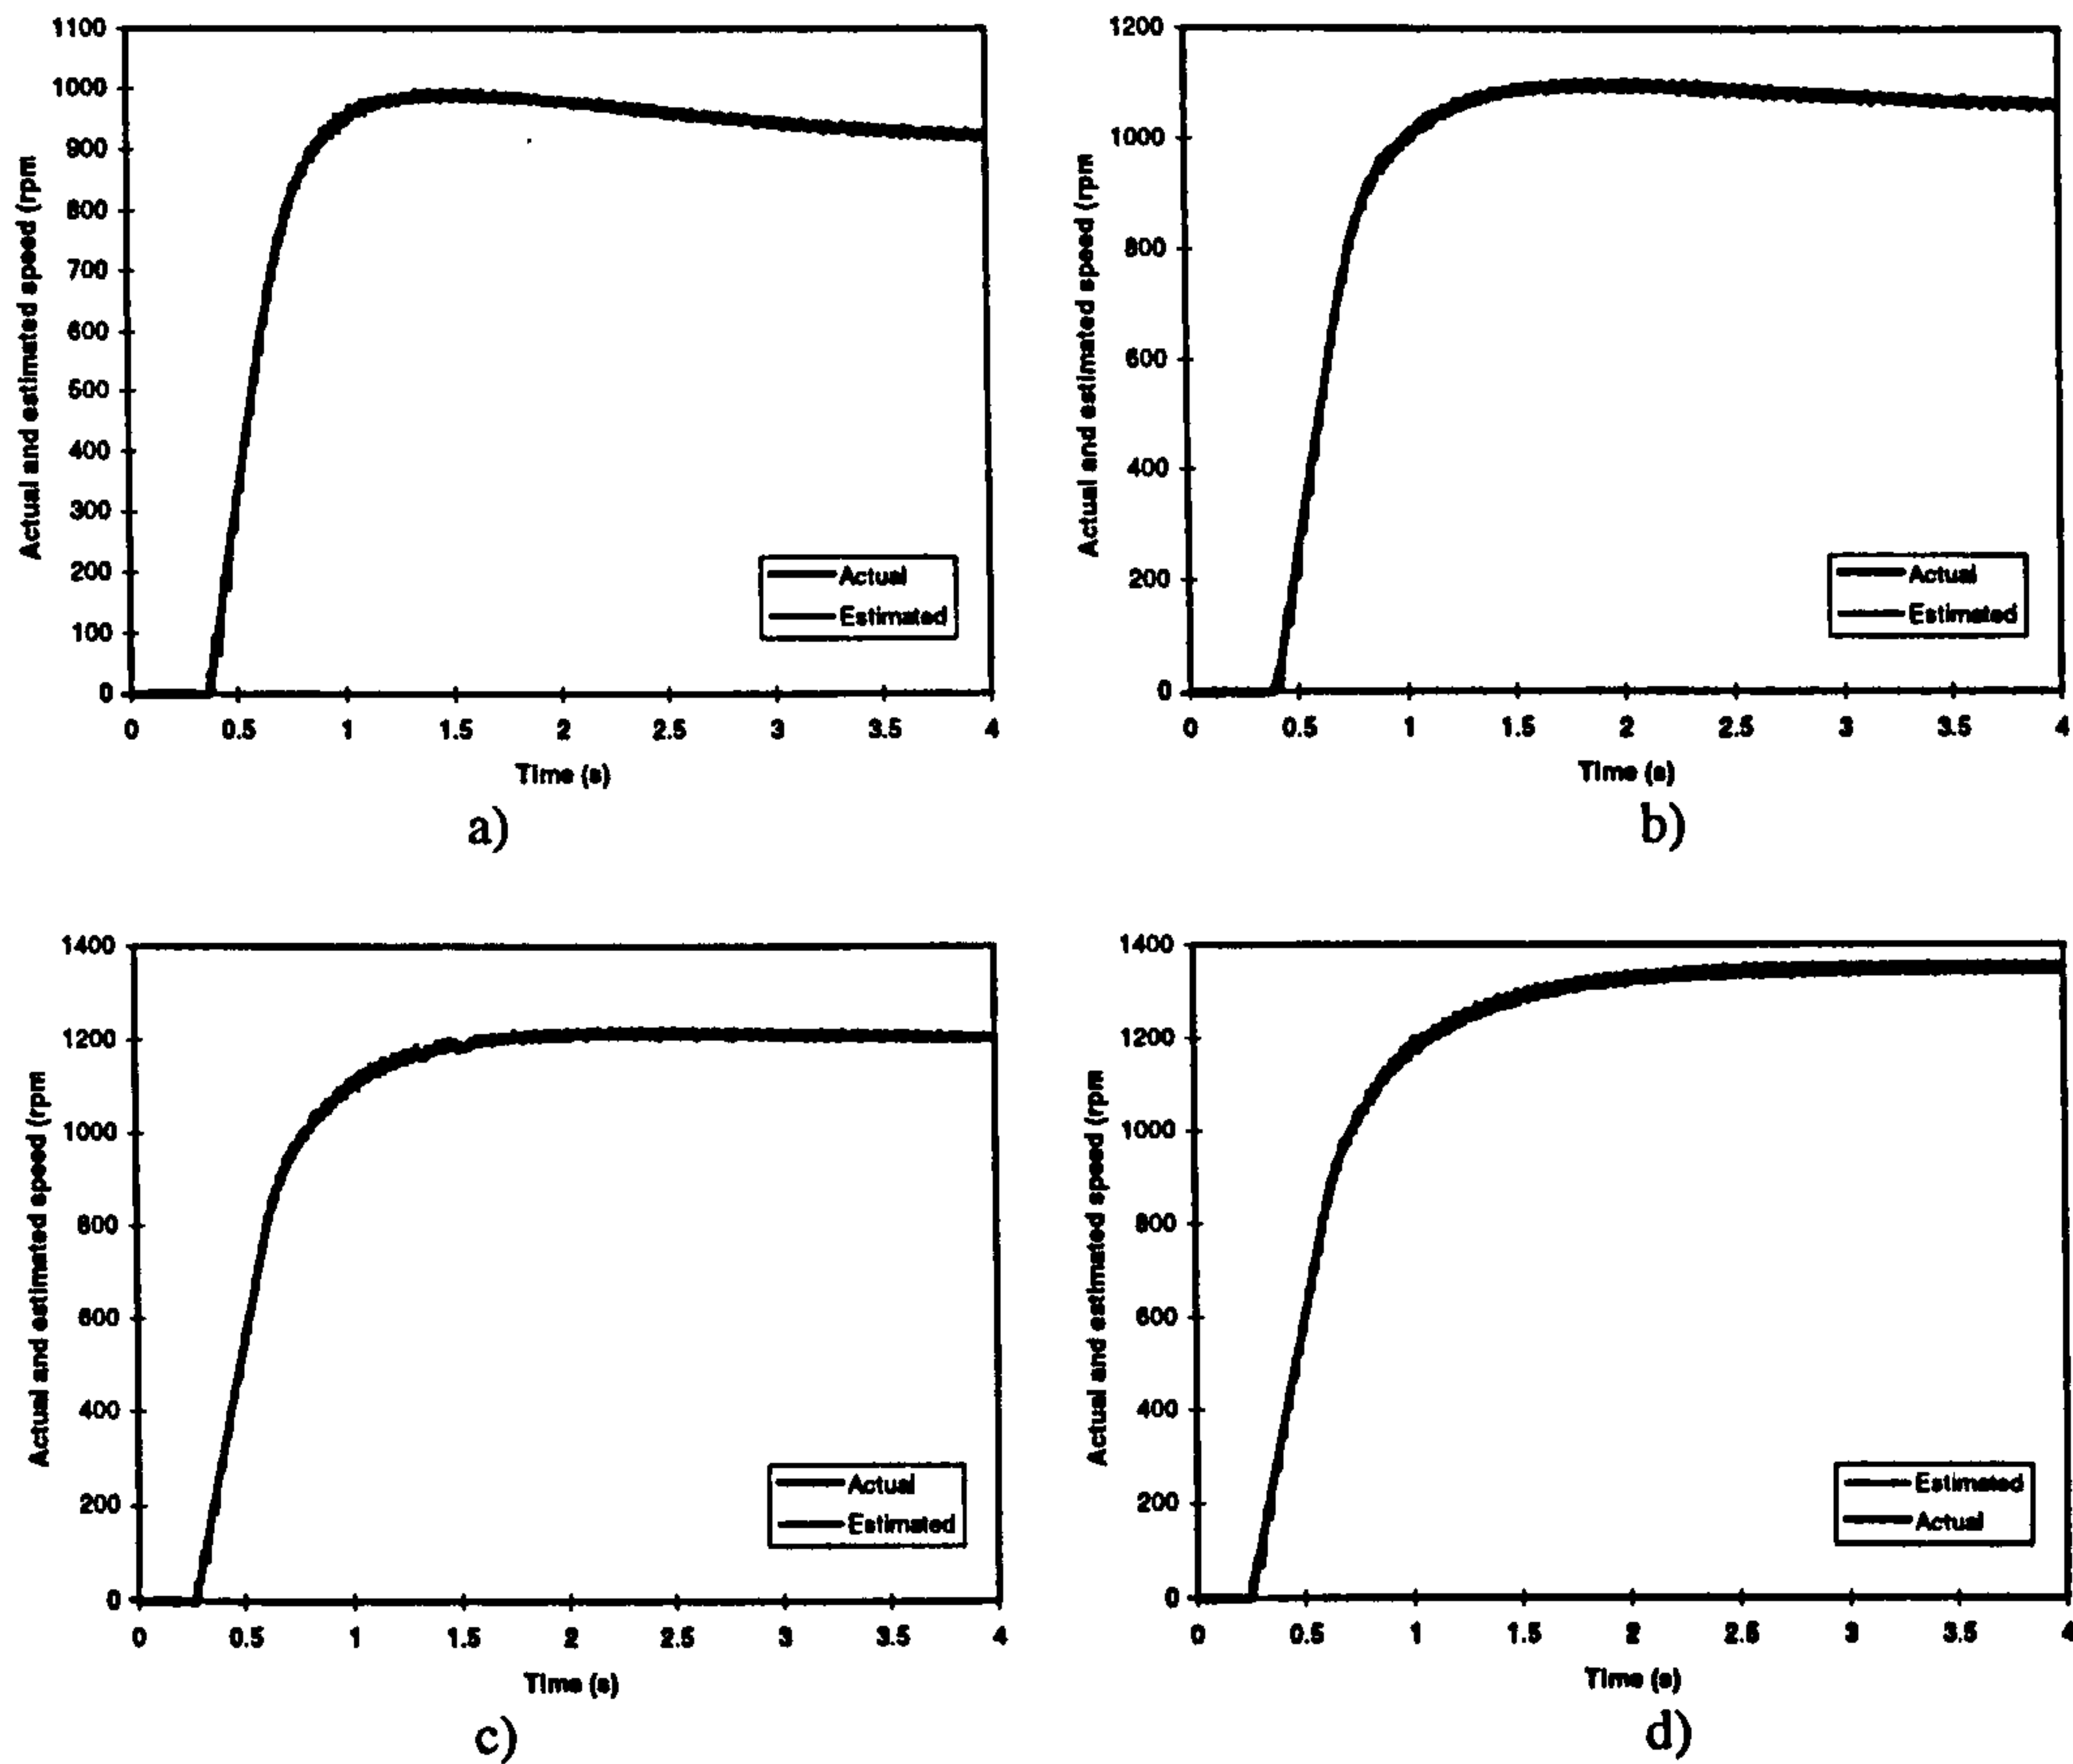 1100
1000
900
800
700
600
500
400
300
200
100
0
Actual and estimated speed (rpm
Actual
Estimated
0 0.5 1 1.5 2 2.5 3 3.5 4
Time (s)
a)
1200
1000
800
600
400
200
0
Actual and estimated speed (rpm
Actual
Estimated
0 0.5 1 1.5 2 2.5 3 3.5 4
Time (s)
b)
1400
1200
1000
800
600
400
200
0
Actual and estimated speed (rpm
Actual
Estimated
0 0.5 1 1.5 2 2.5 3 3.5 4
Time (s)
c)
1400
1200
1000
800
600
400
200
0
Actual and estimated speed (rpm
Estimated
Actual
0 0.5 1 1.5 2 2.5 3 3.5 4
Time (s)
d)